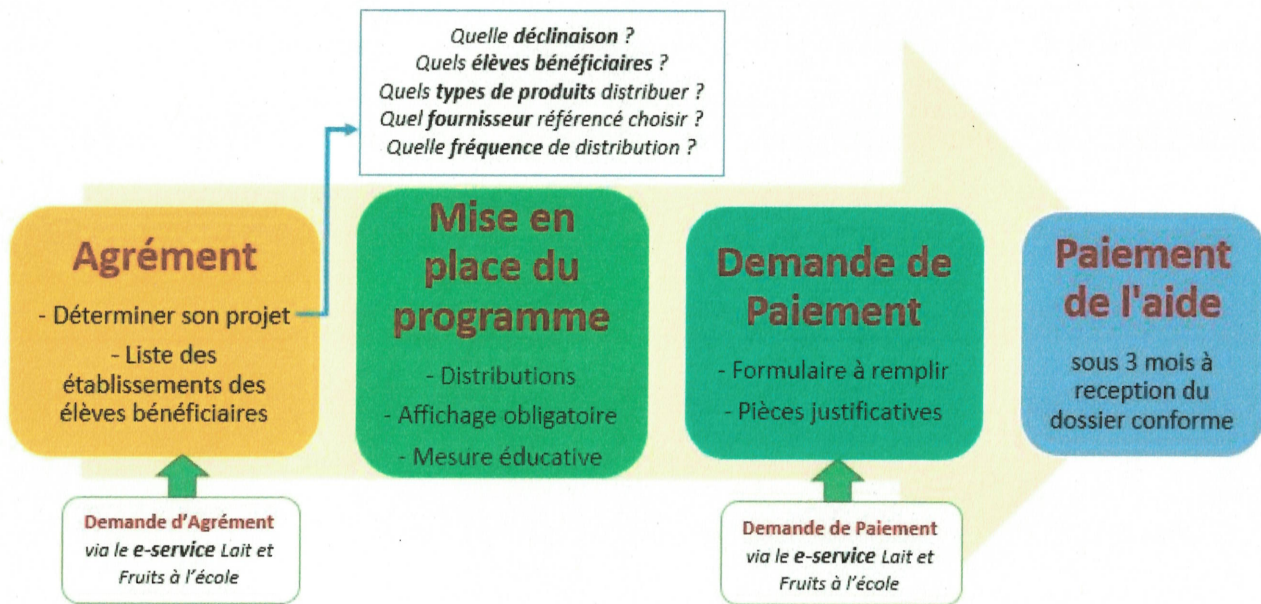 Quelle déclinaison ?
Quels élèves bénéficiaires ?
Quels types de produits distribuer ?
Quel fournisseur référencé choisir ?
Quelle fréquence de distribution ?
Agrément
- Déterminer son projet
- Liste des
établissements des
élèves bénéficiaires
Demande d'Agrément
via le e-service Lait et
Fruits à l'école
Mise en
place du
programme
- Distributions
- Affichage obligatoire
- Mesure éducative
Demande de
Paiement
- Formulaire à remplir
- Pièces justificatives
Demande de Paiement
via le e-service Lait et
Fruits à l'école
Paiement
de l'aide
sous 3 mois à
reception du
dossier conforme